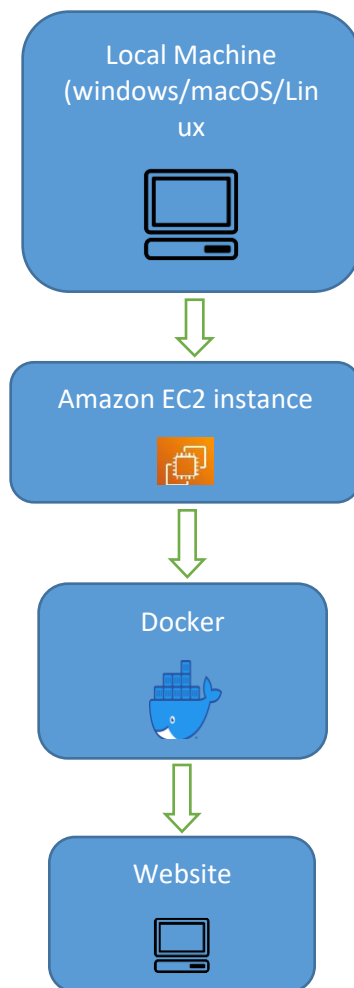 Local Machine
(windows/macOS/Lin
ux
Amazon EC2 instance
Docker
Website